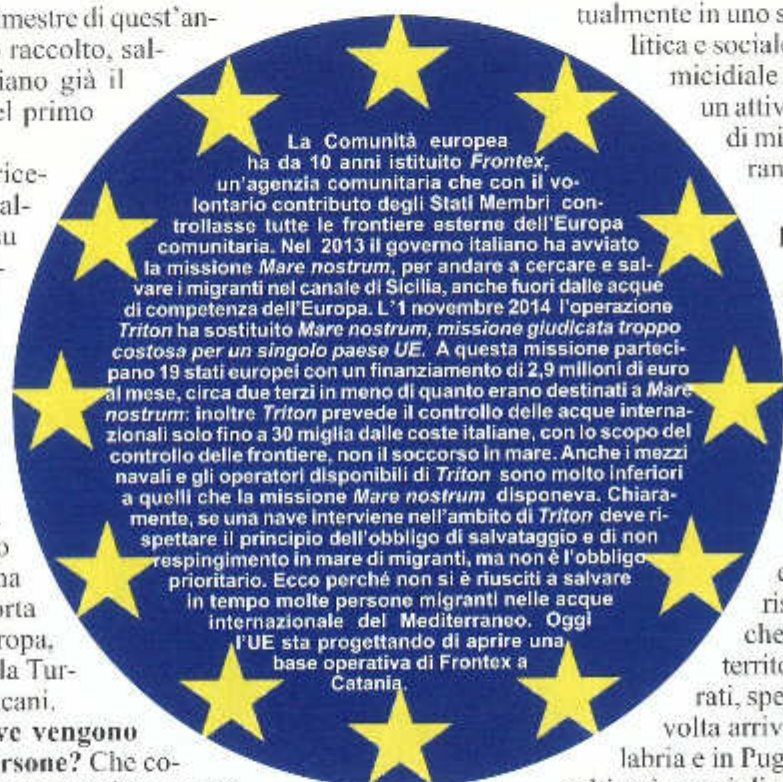 mestre di quest'an-
raccolto, sal-
iano già il
el primo
rice-
al-
La Comunità europea
ha da 10 anni istituito Frontex,
un'agenzia comunitaria che con il vo-
lontario contributo degli Stati Membri con-
trollasse tutte le frontiere esterne dell'Europa
comunitaria. Nel 2013 il governo italiano ha avviato
la missione Mare nostrum, per andare a cercare e sal-
vare i migranti nel canale di Sicilia, anche fuori dalle acque
di competenza dell'Europa. L'1 novembre 2014 l'operazione
Triton ha sostituito Mare nostrum, missione giudicata troppo
costosa per un singolo paese UE. A questa missione parteci-
pano 19 stati europei con un finanziamento di 2,9 milioni di euro
al mese, circa due terzi in meno di quanto erano destinati a Mare
nostrum: inoltre Triton prevede il controllo delle acque interna-
zionali solo fino a 30 miglia dalle coste italiane, con lo scopo del
controllo delle frontiere, non il soccorso in mare. Anche i mezzi
navali e gli operatori disponibili di Triton sono molto inferiori
a quelli che la missione Mare nostrum disponeva. Chiara-
mente, se una nave interviene nell'ambito di Triton deve ri-
spettare il principio dell'obbligo di salvataggio e di non
respingimento in mare di migranti, ma non è l'obbligo
prioritario. Ecco perché non si è riusciti a salvare
in tempo molte persone migranti nelle acque
internazionale del Mediterraneo. Oggi
l'UE sta progettando di aprire una
base operativa di Frontex a
Catania.
na
orta
ropa,
la Tur-
cani.
ve vengono
rsone? Che co-
tualmente in uno s
litica e sociale
micidiale
un attiv
di mi
ran
ris
che
territo
rati, spe
volta arriv
labria e in Pug